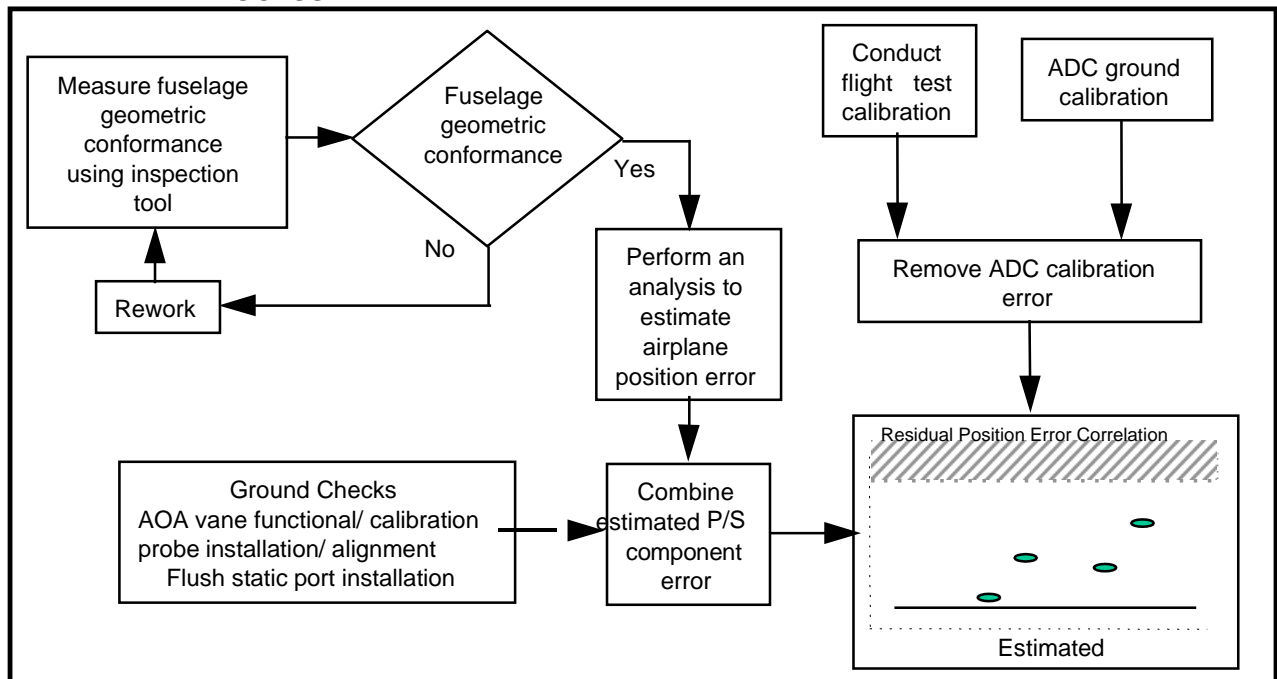 Measure fuselage
geometric
conformance
using inspection
tool
Fuselage
geometric
conformance
Yes
No
Rework
Perform an
analysis to
estimate
airplane
position error
Conduct
flight test
calibration
ADC ground
calibration
Remove ADC calibration
error
Ground Checks
AOA vane functional/ calibration
probe installation/ alignment
Flush static port installation
Combine
estimated P/S
component
error
Residual Position Error Correlation
Estimated